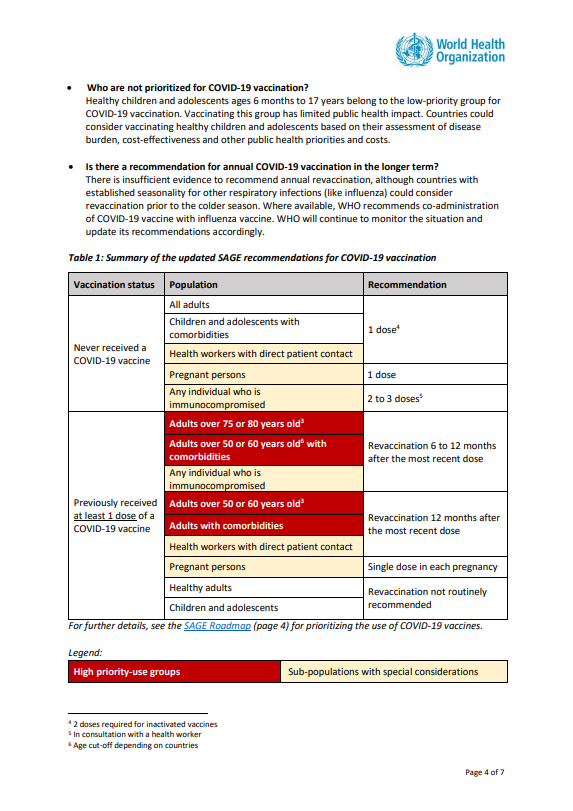 World Health
Organization
• Who are not prioritized for COVID-19 vaccination?
Healthy children and adolescents ages 6 months to 17 years belong to the low-priority group for
COVID-19 vaccination. Vaccinating this group has limited public health impact. Countries could
consider vaccinating healthy children and adolescents based on their assessment of disease
burden, cost-effectiveness and other public health priorities and costs.
• Is there a recommendation for annual COVID-19 vaccination in the longer term?
There is insufficient evidence to recommend annual revaccination, although countries with
established seasonality for other respiratory infections (like influenza) could consider
revaccination prior to the colder season. Where available, WHO recommends co-administration
of COVID-19 vaccine with influenza vaccine. WHO will continue to monitor the situation and
update its recommendations accordingly.
Table 1: Summary of the updated SAGE recommendations for COVID-19 vaccination
Vaccination status Population Recommendation
Never received a
COVID-19 vaccine
All adults
Children and adolescents with
comorbidities
Health workers with direct patient contact
1 dose⁴
Pregnant persons
1 dose
Any individual who is
immunocompromised
2 to 3 doses⁵
Previously received
at least 1 dose of a
COVID-19 vaccine
Adults over 75 or 80 years old³
Adults over 50 or 60 years old⁶ with
comorbidities
Any individual who is
immunocompromised
Revaccination 6 to 12 months
after the most recent dose
Adults over 50 or 60 years old³
Adults with comorbidities
Health workers with direct patient contact
Revaccination 12 months after
the most recent dose
Pregnant persons
Single dose in each pregnancy
Healthy adults
Children and adolescents
Revaccination not routinely
recommended
For further details, see the SAGE Roadmap (page 4) for prioritizing the use of COVID-19 vaccines.
Legend:
High priority-use groups
Sub-populations with special considerations
⁴ 2 doses required for inactivated vaccines
⁵ In consultation with a health worker
⁶ Age cut-off depending on countries
Page 4 of 7